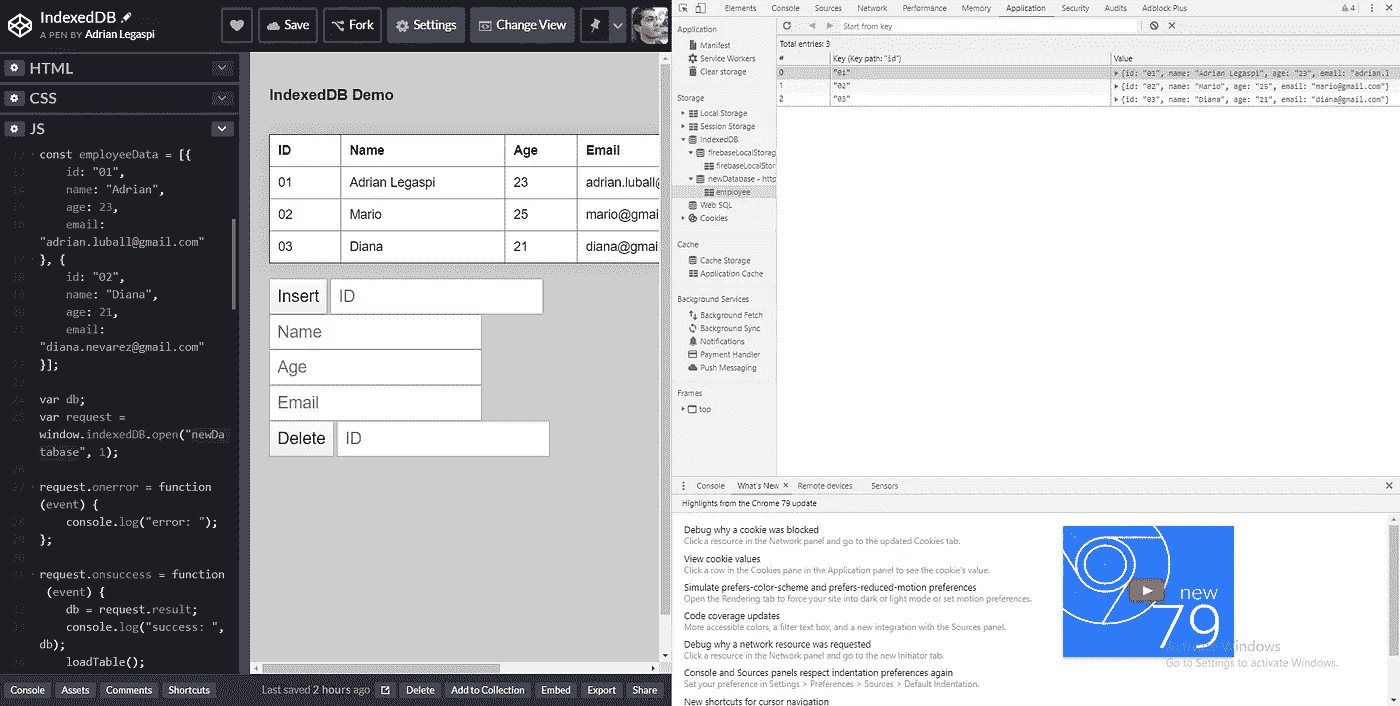 IndexedDB
A PEN BY Adrian Legaspi
Save
Fork
Settings
Change View
HTML
CSS
JS
const employeeData = [{
id: "01",
name: "Adrian",
age: 23,
email:
"adrian.luball@gmail.com"
}, {
id: "02",
name: "Diana",
age: 21,
email:
"diana.nevarez@gmail.com"
}];
var db;
var request =
window.indexedDB.open("newDa
tabase", 1);
request.onerror = function
(event) {
console.log("error: ");
};
request.onsuccess = function
(event) {
db = request.result;
console.log("success: ",
db);
loadTable();
IndexedDB Demo
ID Name Age Email
01 Adrian Legaspi 23 adrian.luball@
02 Mario 25 mario@gmai
03 Diana 21 diana@gmai
Insert ID
Name
Age
Email
Delete ID
Console Assets Comments Shortcuts Last saved 2 hours ago Delete Add to Collection Embed Export Share
Elements Console Sources Network Performance Memory Application Security Audits Adblock Plus 4
Application
Manifest
Service Workers
Clear storage
Storage
Local Storage
Session Storage
IndexedDB
firebaseLocalStorag
firebaseLocalStor
newDatabase - http
employee
Web SQL
Cookies
Cache
Cache Storage
Application Cache
Background Services
Background Fetch
Background Sync
Notifications
Payment Handler
Push Messaging
Frames
top
Start from key
Total entries: 3
# Key (Key path: "id") Value
0 "01" {id: "01", name: "Adrian Legaspi", age: "23", email: "adrian.l
1 "02" {id: "02", name: "Mario", age: "25", email: "mario@gmail.com"}
2 "03" {id: "03", name: "Diana", age: "21", email: "diana@gmail.com"}
Console What's New Remote devices Sensors
Highlights from the Chrome 79 update
Debug why a cookie was blocked
Click a resource in the Network panel and go to the updated Cookies tab.
View cookie values
Click a row in the Cookies pane in the Application panel to see the cookie's value.
Simulate prefers-color-scheme and prefers-reduced-motion preferences
Open the Rendering tab to force your site into dark or light mode or set motion preferences.
Code coverage updates
More accessible colors, a filter text box, and a new integration with the Sources panel.
Debug why a network resource was requested
Click a resource in the Network panel and go to the new Initiator tab.
Console and Sources panels respect indentation preferences again
Set your preference in Settings > Preferences > Sources > Default Indentation.
New shortcuts for cursor navigation
new
79
Activate Windows
Go to Settings to activate Windows.